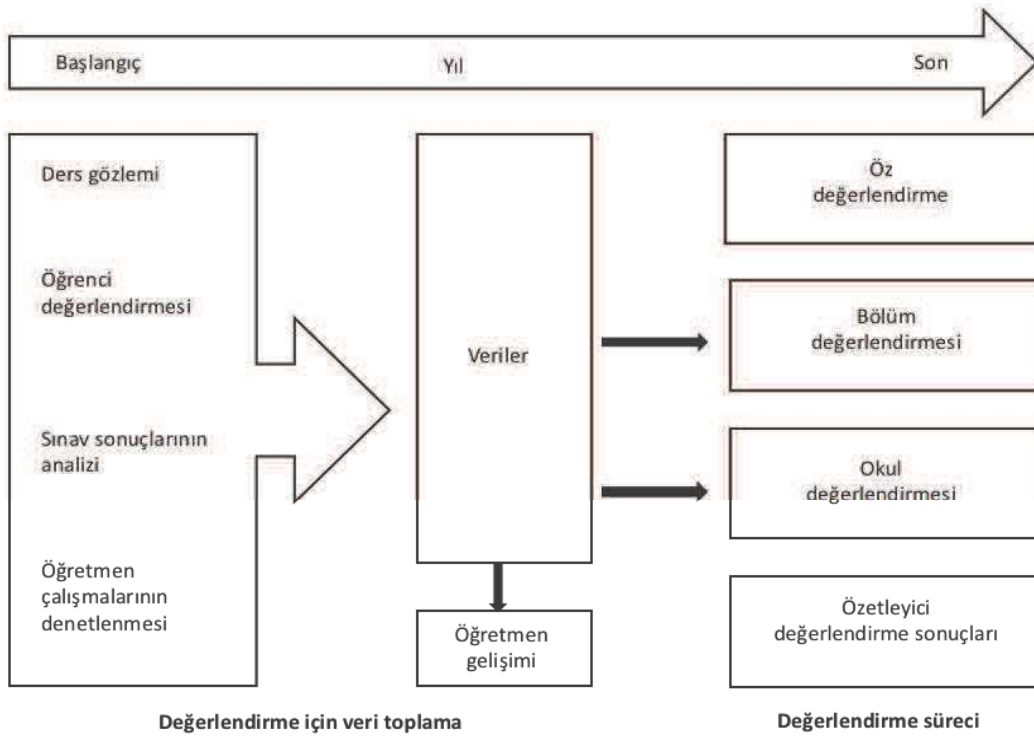 Başlangıç Yıl Son
Ders gözlemi
Öğrenci
değerlendirmesi
Sınav sonuçlarının
analizi
Öğretmen
çalışmalarının
denetlenmesi
Veriler
Öğretmen
gelişimi
Öz
değerlendirme
Bölüm
değerlendirmesi
Okul
değerlendirmesi
Özetleyici
değerlendirme sonuçları
Değerlendirme için veri toplama
Değerlendirme süreci